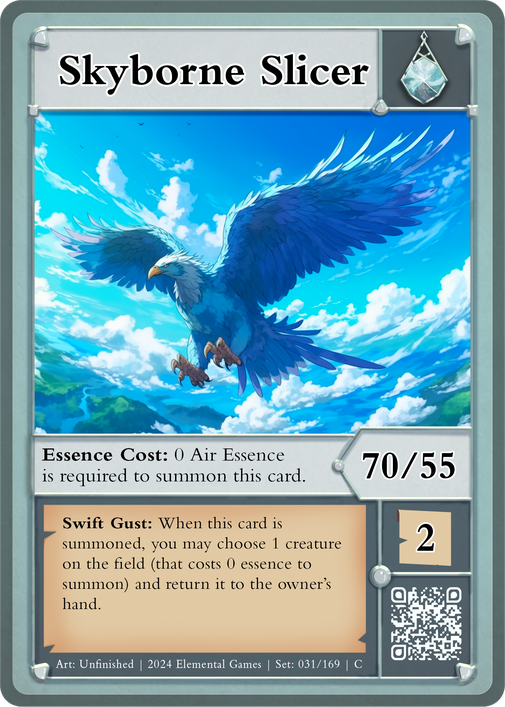 Skyborne Slicer
Essence Cost: 0 Air Essence
is required to summon this card.
70/55
Swift Gust: When this card is
summoned, you may choose 1 creature
on the field (that costs 0 essence to
summon) and return it to the owner's
hand.
2
Art: Unfinished | 2024 Elemental Games | Set: 031/169 | C